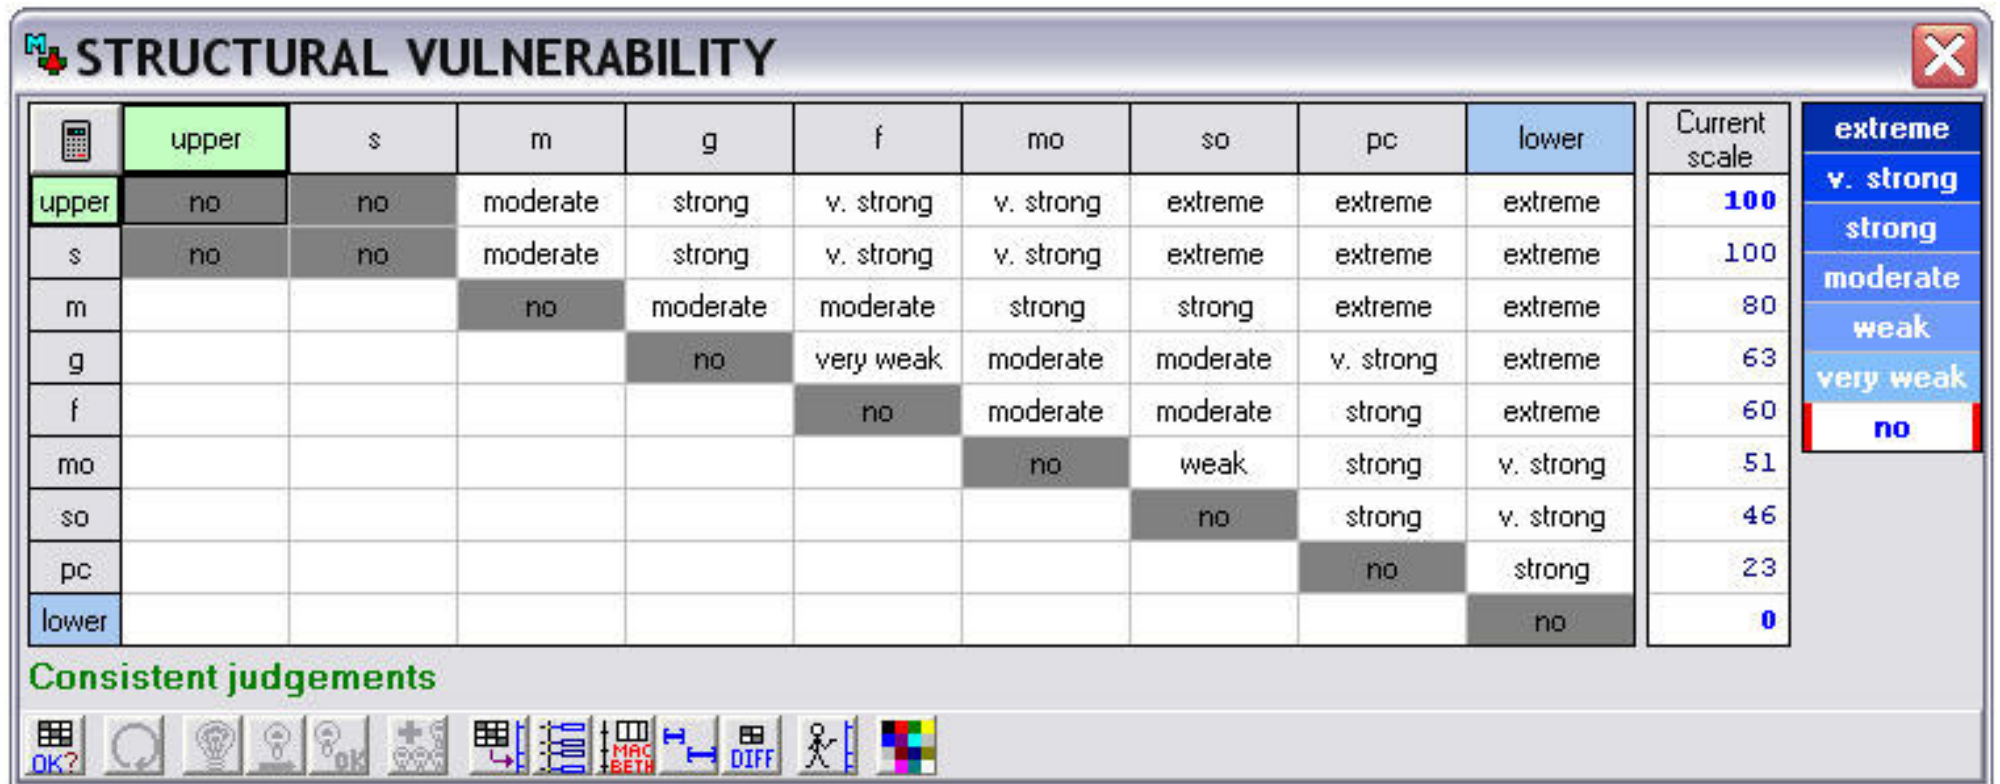 STRUCTURAL VULNERABILITY
upper s m g f mo so pc lower Current scale
upper no no moderate strong v. strong v. strong extreme extreme extreme 100
s no no moderate strong v. strong v. strong extreme extreme extreme 100
m no moderate moderate strong strong extreme extreme 80
g no very weak moderate moderate v. strong extreme 63
f no moderate moderate strong extreme 60
mo no weak strong v. strong 51
so no strong v. strong 46
pc no strong 23
lower no 0
extreme
v. strong
strong
moderate
weak
very weak
no
Consistent judgements
OK? OK MAC BETH DIFF